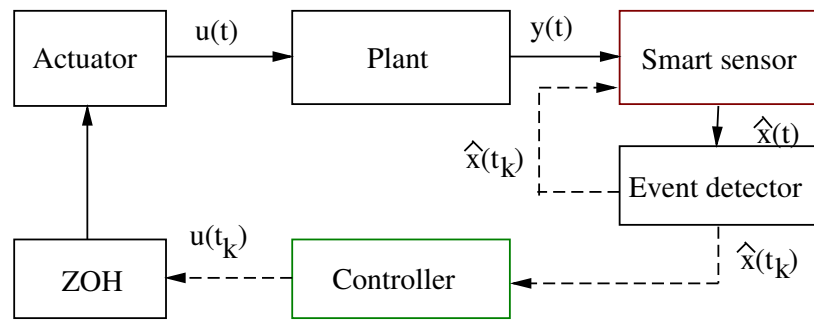 u(t)
y(t)
Actuator
Plant
Smart sensor
x̂(t)
x̂(t_k)
Event detector
u(t_k)
x̂(t_k)
ZOH
Controller